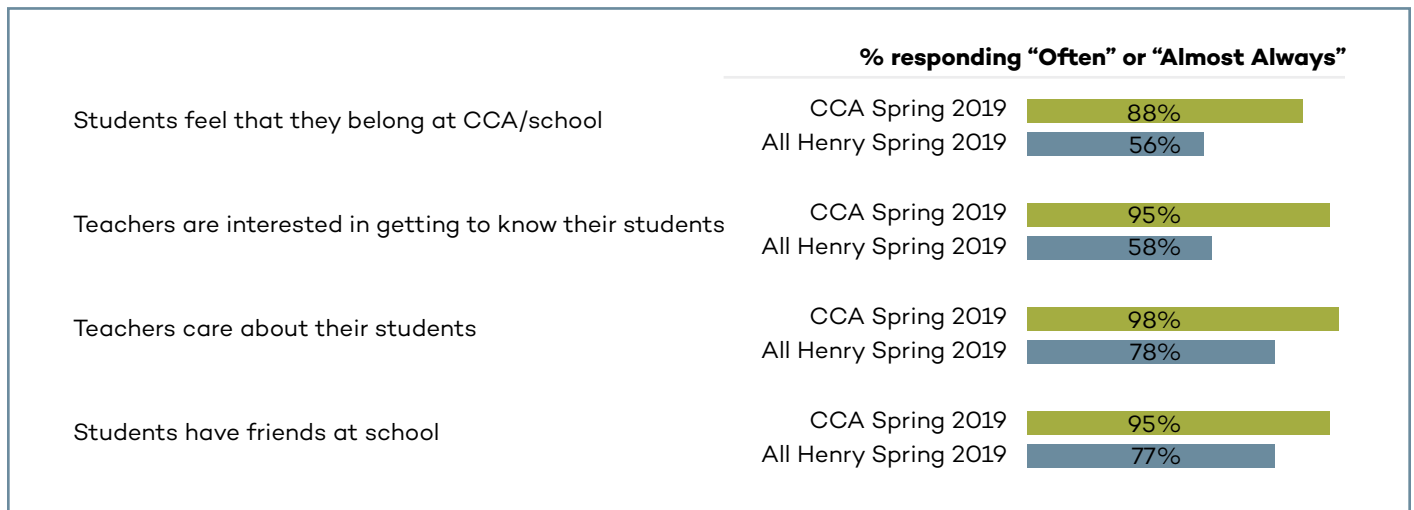 % responding “Often” or “Almost Always”
Students feel that they belong at CCA/school
CCA Spring 2019 88%
All Henry Spring 2019 56%
Teachers are interested in getting to know their students
CCA Spring 2019 95%
All Henry Spring 2019 58%
Teachers care about their students
CCA Spring 2019 98%
All Henry Spring 2019 78%
Students have friends at school
CCA Spring 2019 95%
All Henry Spring 2019 77%